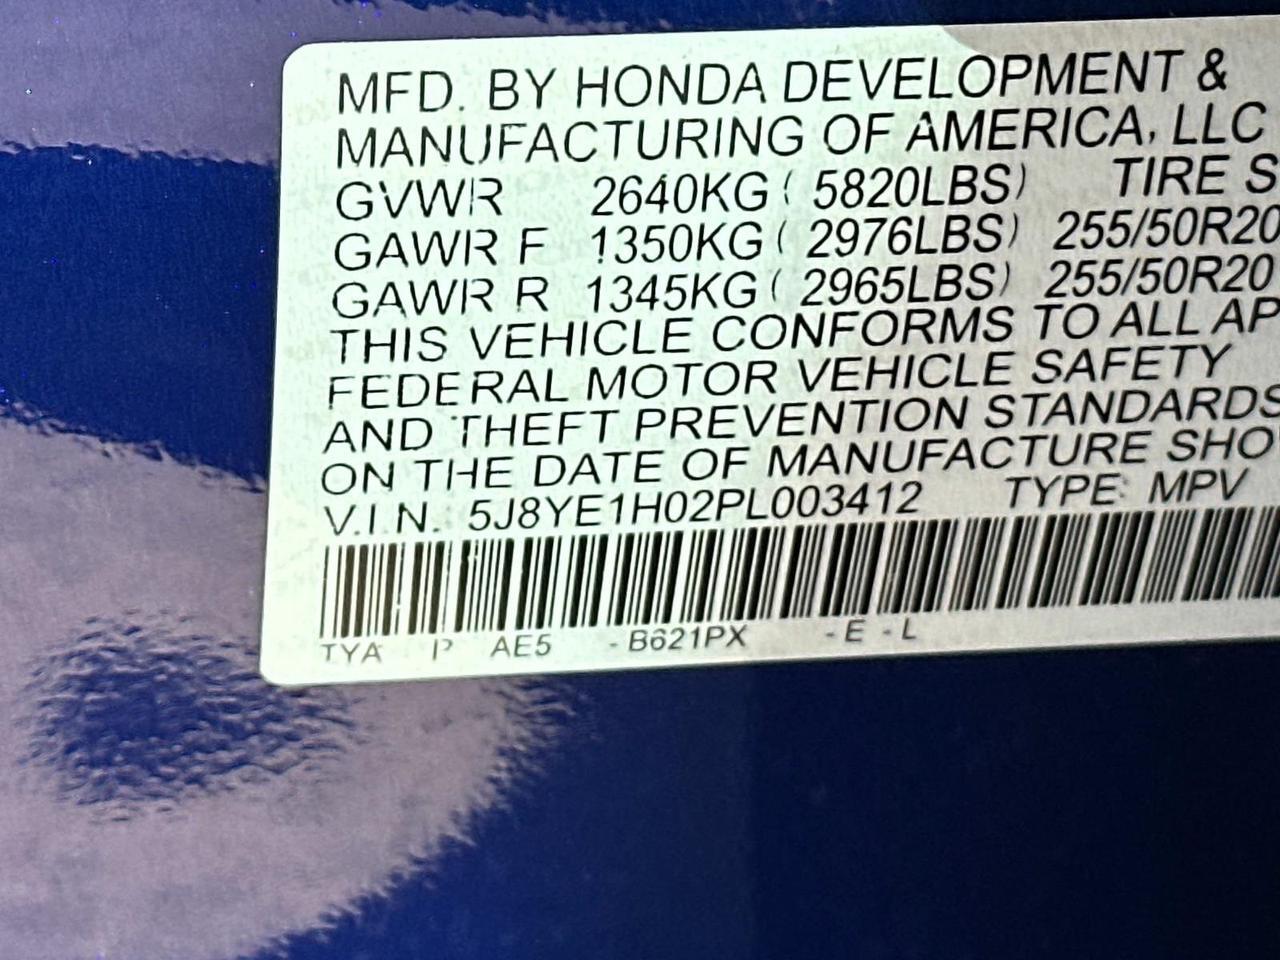 MFD. BY HONDA DEVELOPMENT &
MANUFACTURING OF AMERICA, LLC
GVWR 2640KG ( 5820LBS) TIRE S
GAWR F 1350KG ( 2976LBS) 255/50R20
GAWR R 1345KG ( 2965LBS) 255/50R20
THIS VEHICLE CONFORMS TO ALL AP
FEDERAL MOTOR VEHICLE SAFETY
AND THEFT PREVENTION STANDARDS
ON THE DATE OF MANUFACTURE SHO
V.I.N. 5J8YE1H02PL003412 TYPE: MPV
TYA P AE5 -B621PX -E -L